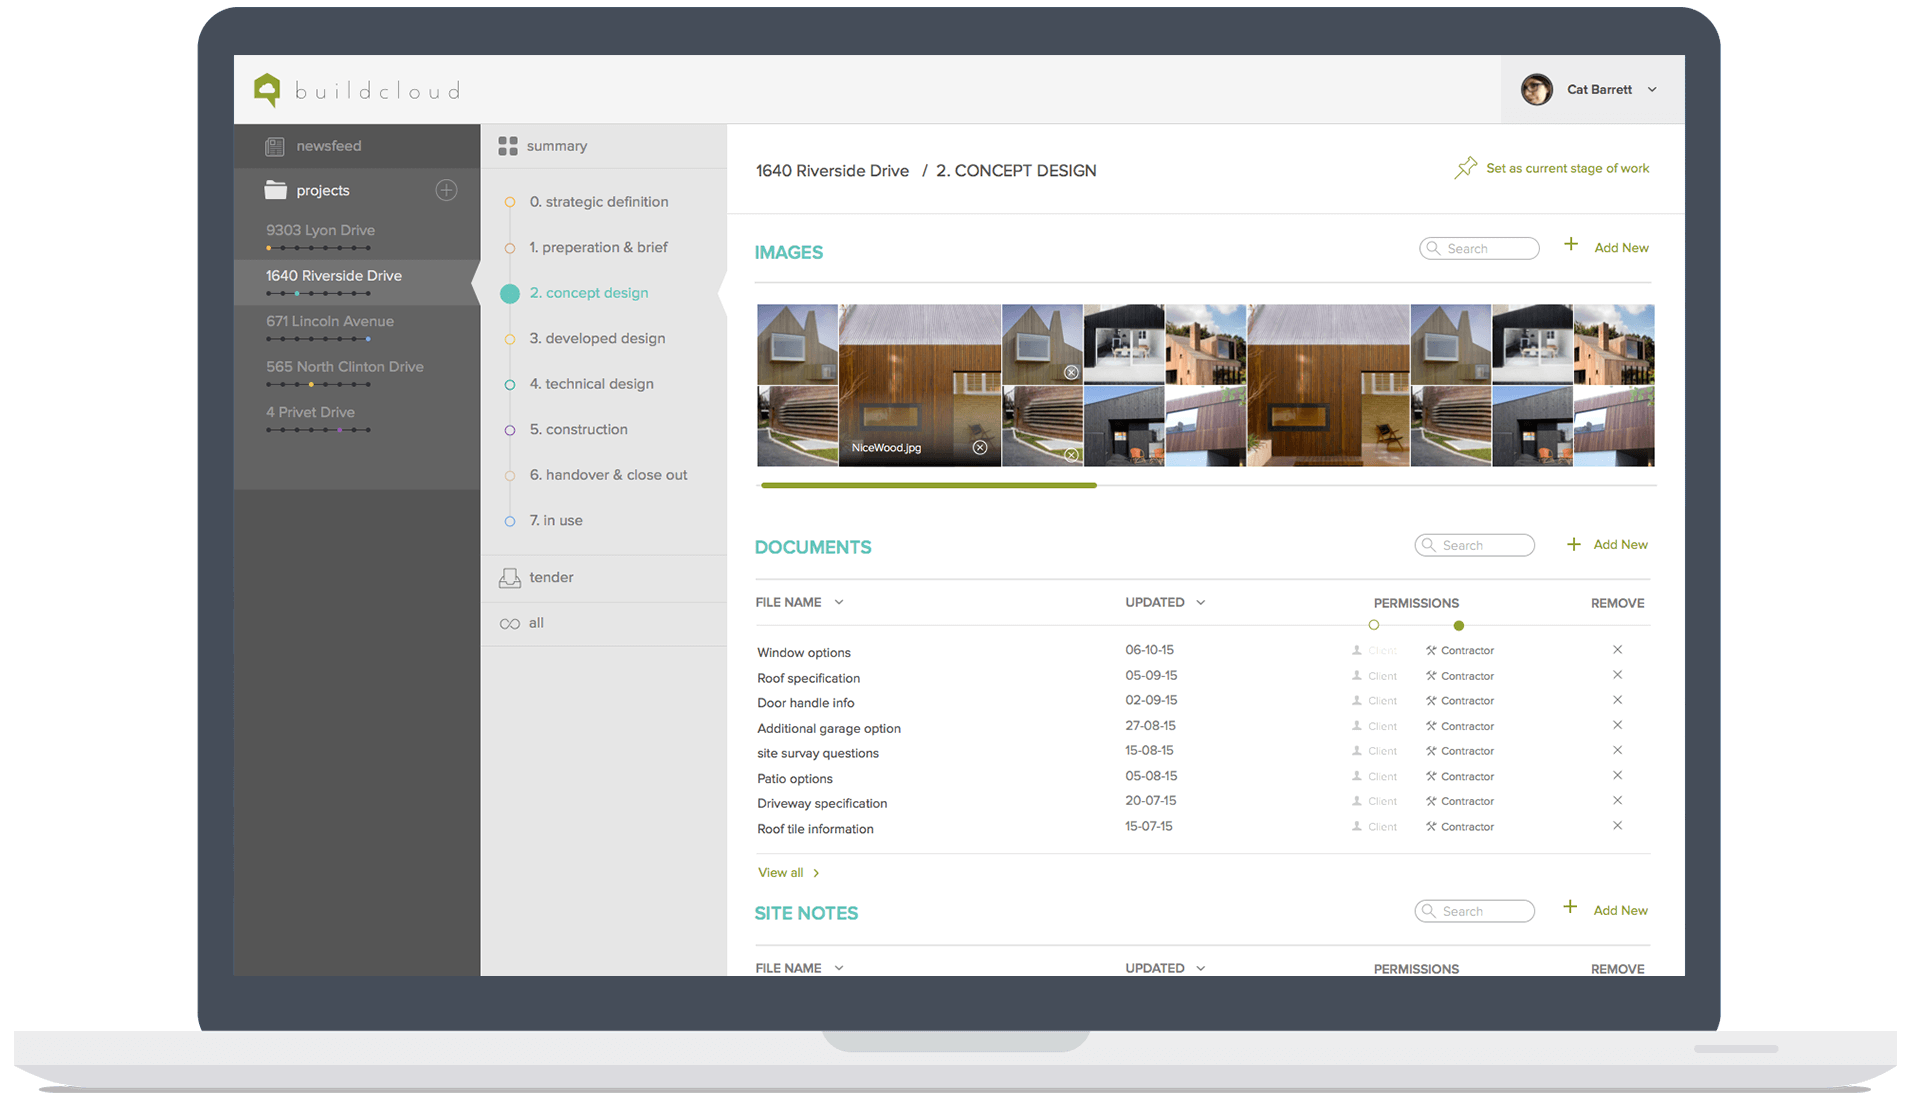 buildcloud
Cat Barrett
newsfeed
projects
9303 Lyon Drive
1640 Riverside Drive
671 Lincoln Avenue
565 North Clinton Drive
4 Privet Drive
summary
0. strategic definition
1. preperation & brief
2. concept design
3. developed design
4. technical design
5. construction
6. handover & close out
7. in use
tender
all
1640 Riverside Drive / 2. CONCEPT DESIGN
Set as current stage of work
IMAGES
Search
Add New
NiceWood.jpg
DOCUMENTS
Search
Add New
FILE NAME UPDATED PERMISSIONS REMOVE
Window options 06-10-15 Client Contractor
Roof specification 05-09-15 Client Contractor
Door handle info 02-09-15 Client Contractor
Additional garage option 27-08-15 Client Contractor
site survay questions 15-08-15 Client Contractor
Patio options 05-08-15 Client Contractor
Driveway specification 20-07-15 Client Contractor
Roof tile information 15-07-15 Client Contractor
View all
SITE NOTES
Search
Add New
FILE NAME UPDATED PERMISSIONS REMOVE